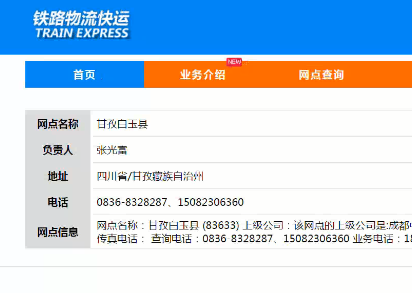 铁路物流快运
TRAIN EXPRESS
首页 业务介绍 NEW 网点查询
网点名称 甘孜白玉县
负责人 张光富
地址 四川省/甘孜藏族自治州
电话 0836-8328287、15082306360
网点信息 网点名称：甘孜白玉县 (83633) 上级公司：该网点的上级公司是:成都
传真电话： 查询电话：0836-8328287、15082306360 业务电话：18